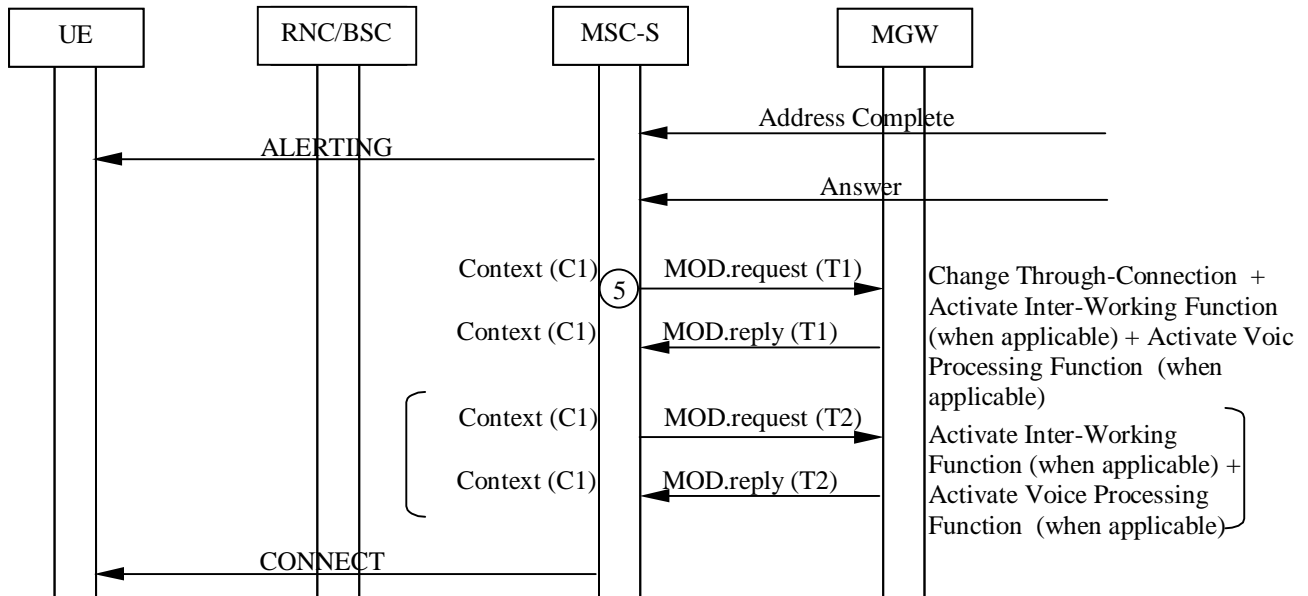 UE
RNC/BSC
MSC-S
MGW
Address Complete
ALERTING
Answer
Context (C1)
MOD.request (T1)
5
Context (C1)
MOD.reply (T1)
Change Through-Connection +
Activate Inter-Working Function
(when applicable) + Activate Voic
Processing Function (when
applicable)
Context (C1)
MOD.request (T2)
Context (C1)
MOD.reply (T2)
Activate Inter-Working
Function (when applicable) +
Activate Voice Processing
Function (when applicable)
CONNECT